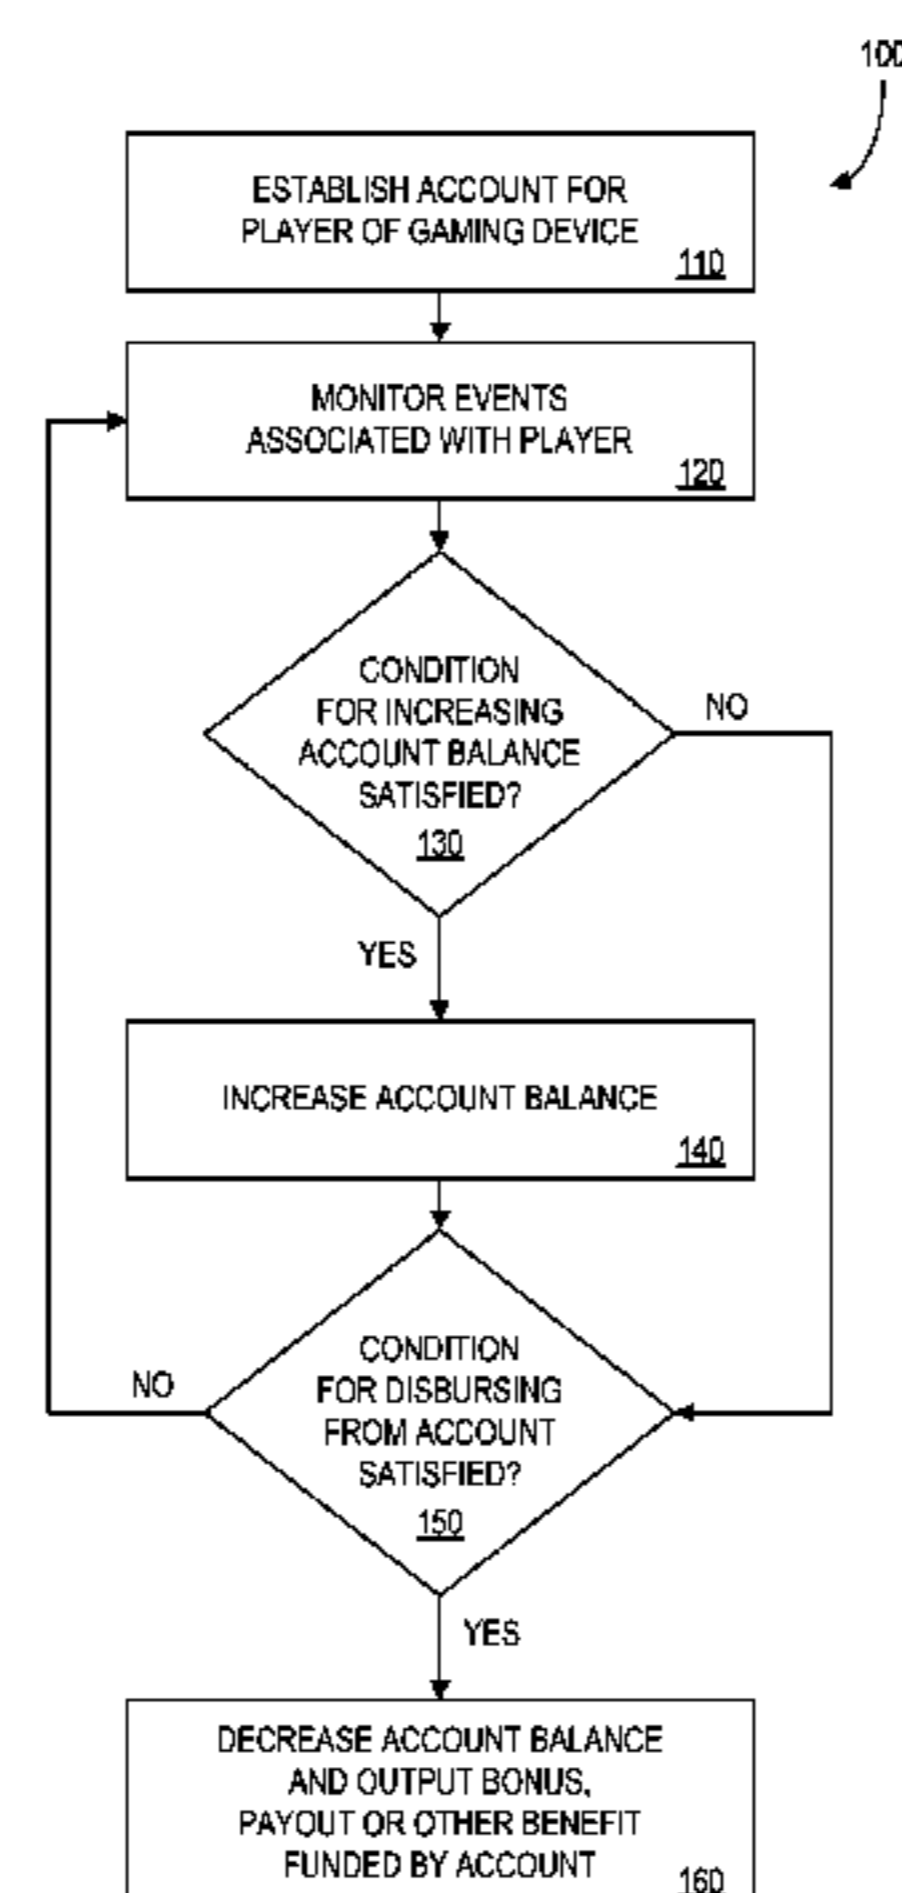 100
ESTABLISH ACCOUNT FOR
PLAYER OF GAMING DEVICE
110
MONITOR EVENTS
ASSOCIATED WITH PLAYER
120
CONDITION
FOR INCREASING
ACCOUNT BALANCE
SATISFIED?
130
NO
YES
INCREASE ACCOUNT BALANCE
140
CONDITION
FOR DISBURSING
FROM ACCOUNT
SATISFIED?
150
NO
YES
DECREASE ACCOUNT BALANCE
AND OUTPUT BONUS,
PAYOUT OR OTHER BENEFIT
FUNDED BY ACCOUNT
160